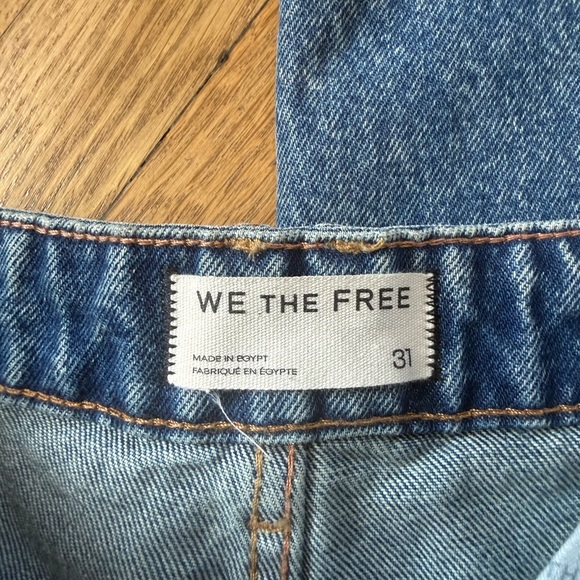 WE THE FREE
MADE IN EGYPT
31
FABRIQUÉ EN ÉGYPTE